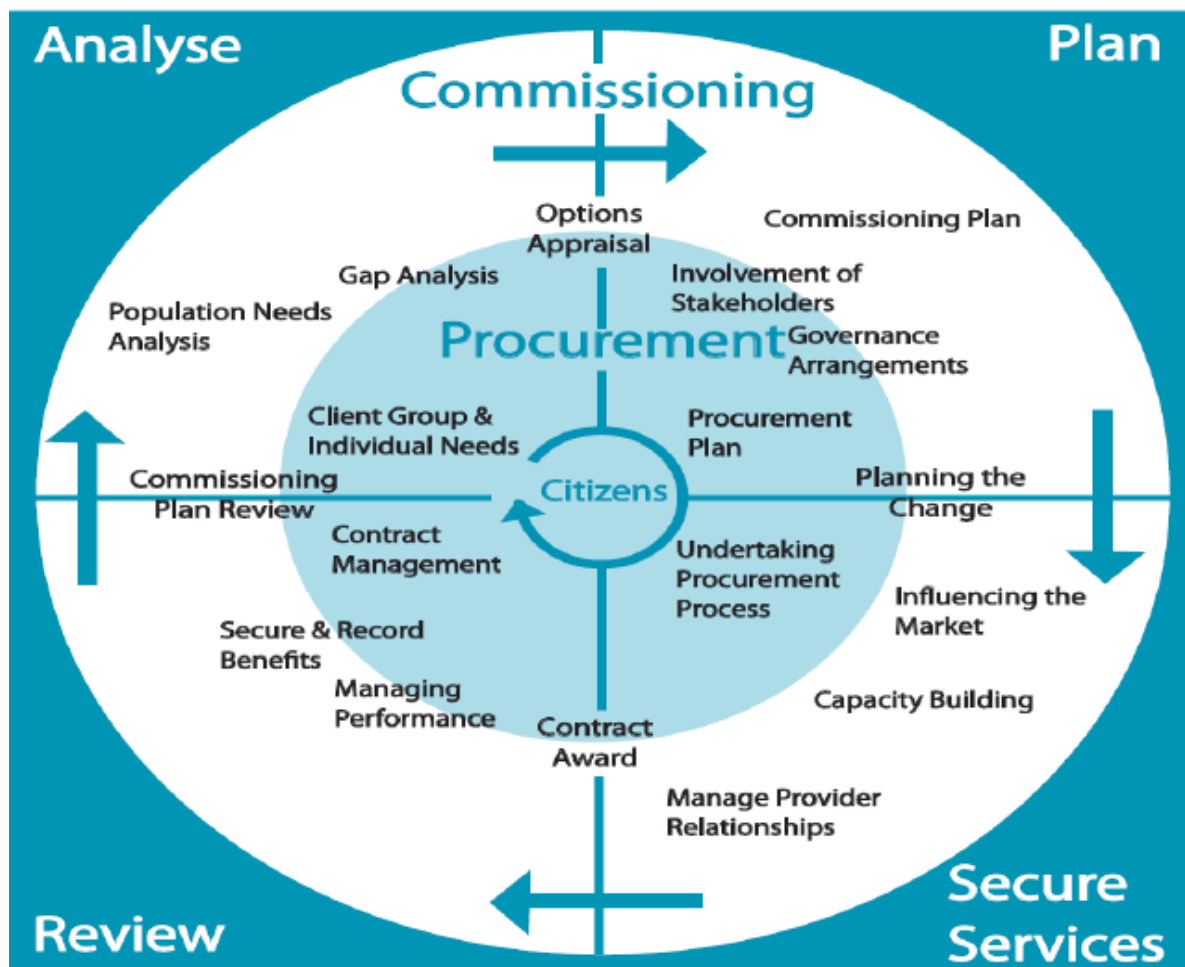 Analyse
Plan
Commissioning
Options
Appraisal
Commissioning Plan
Gap Analysis
Involvement of
Stakeholders
Population Needs
Analysis
Procurement
Governance
Arrangements
Client Group &
Individual Needs
Procurement
Plan
Commissioning
Plan Review
Citizens
Planning the
Change
Contract
Management
Undertaking
Procurement
Process
Influencing the
Market
Secure & Record
Benefits
Managing
Performance
Capacity Building
Contract
Award
Manage Provider
Relationships
Review
Secure
Services